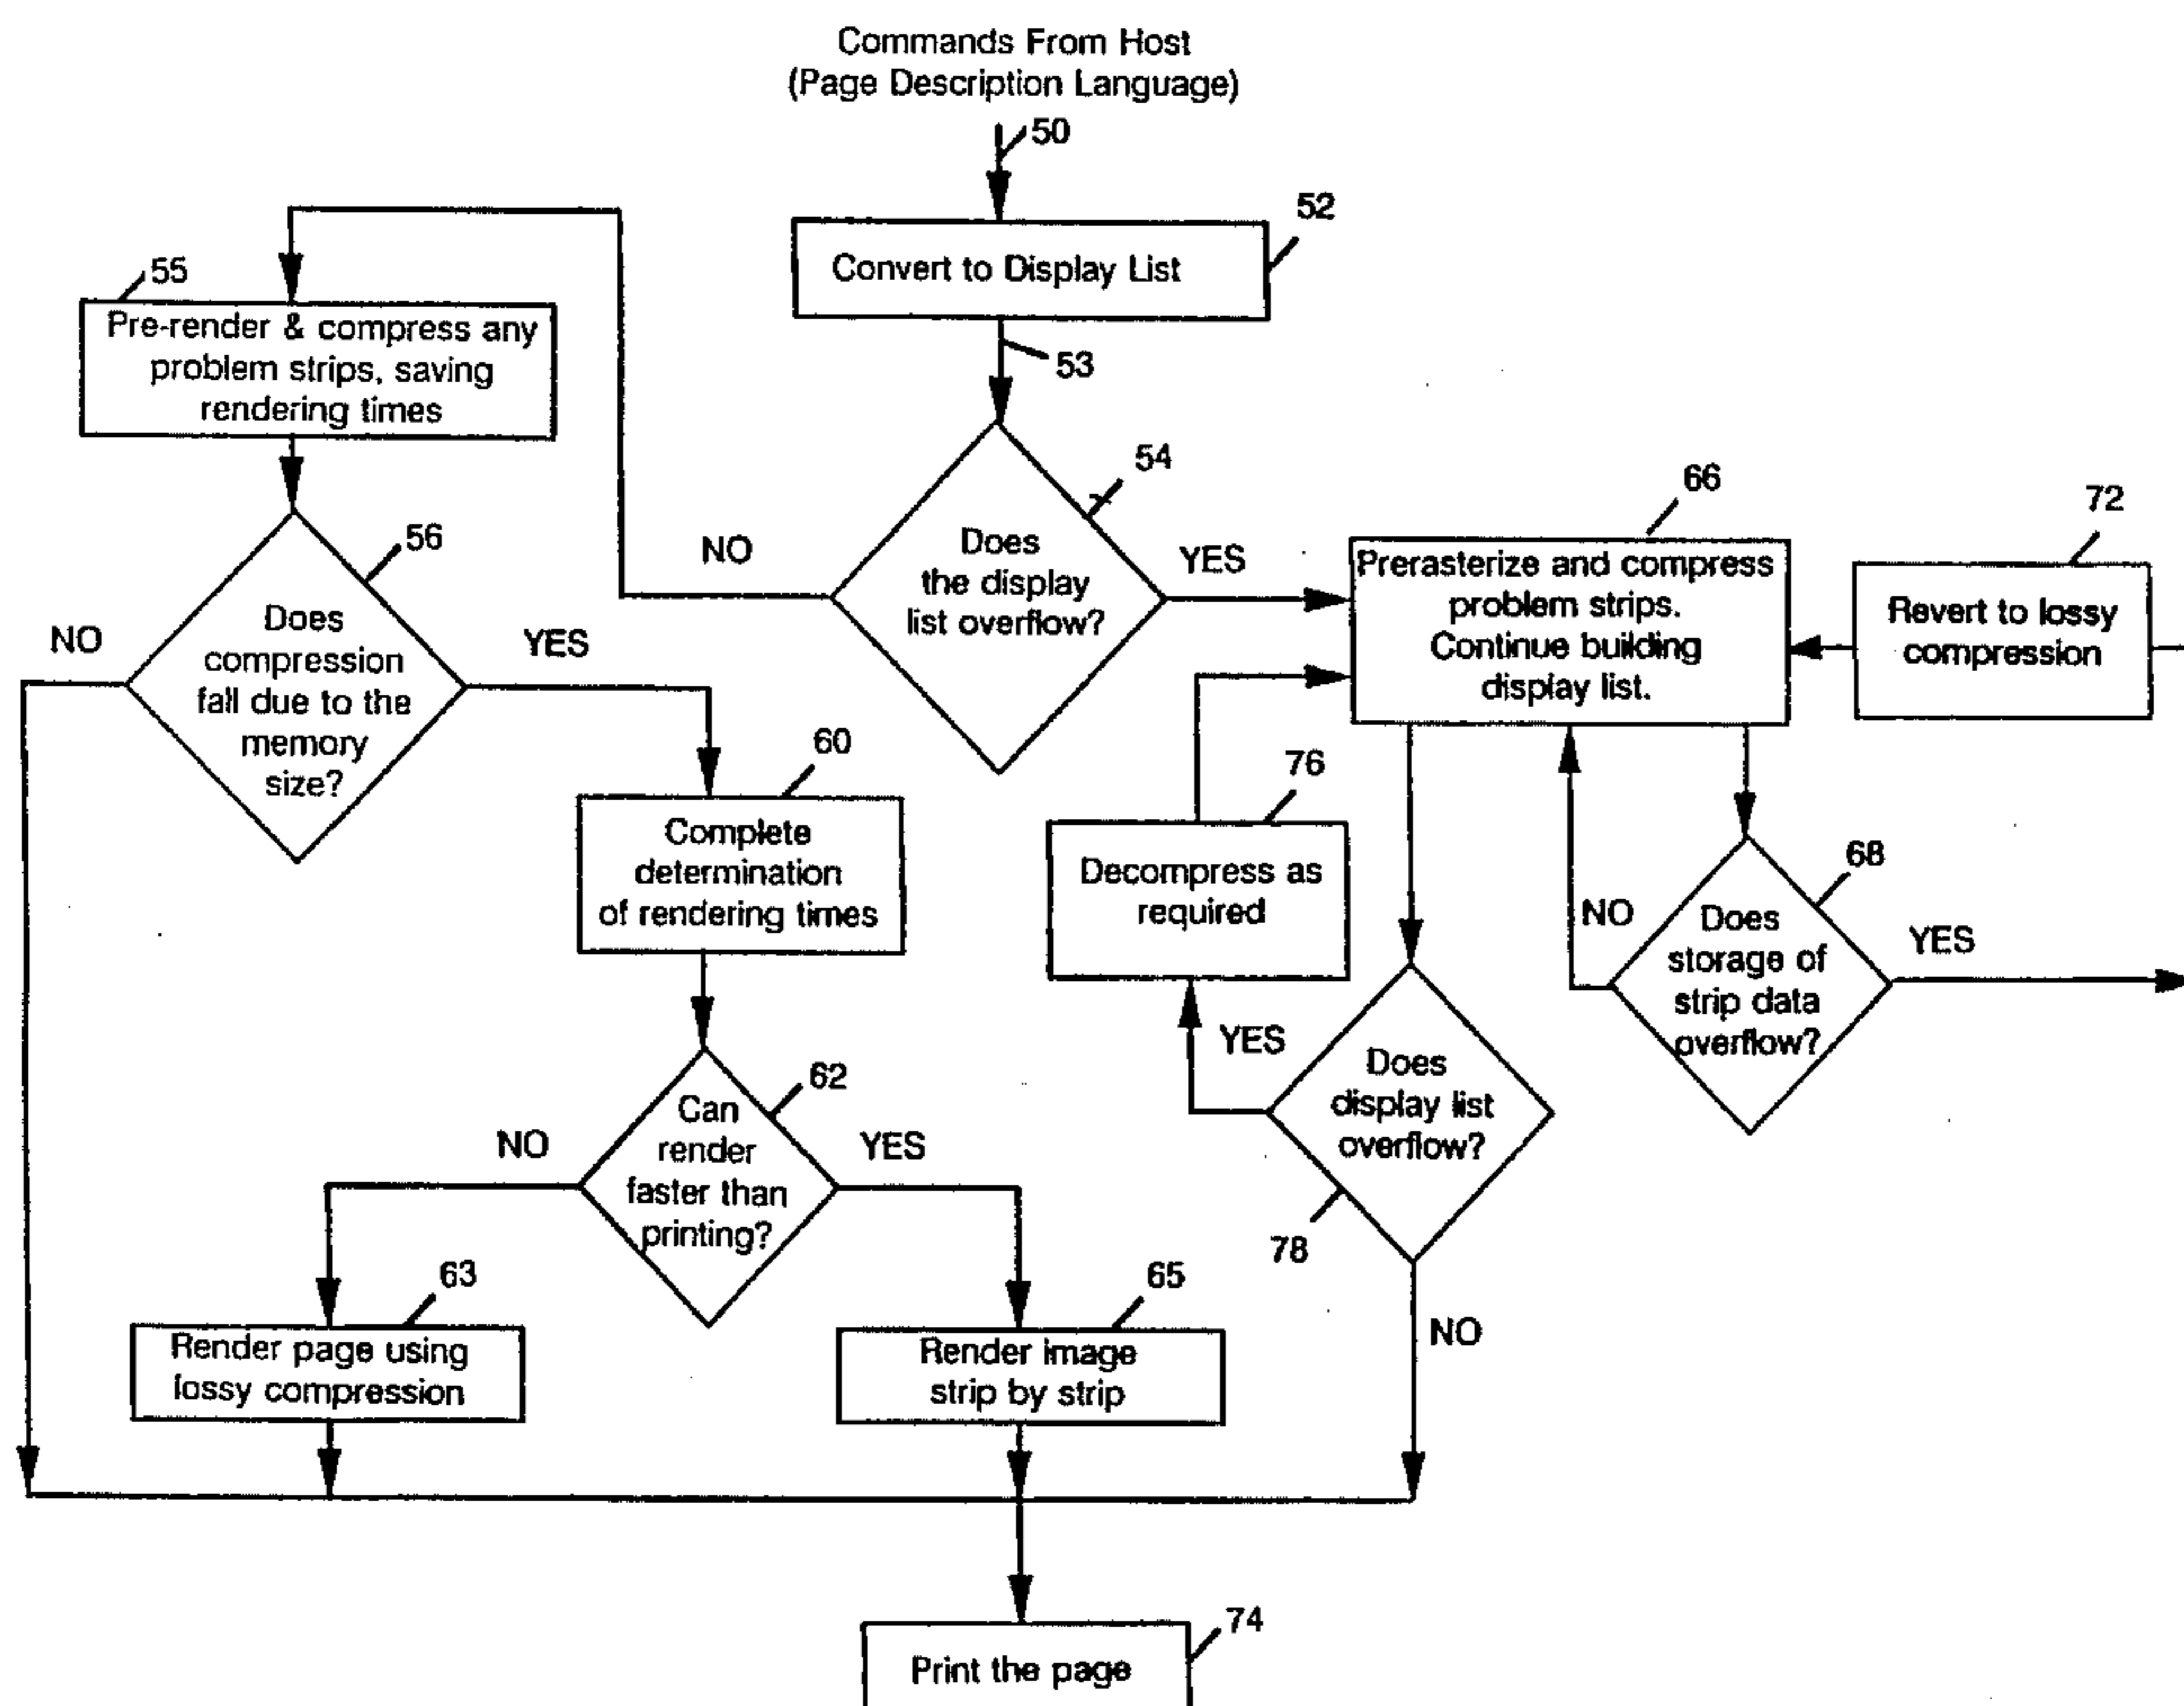 Commands From Host
(Page Description Language)
50
52
Convert to Display List
53
55
Pre-render & compress any
problem strips, saving
rendering times
54
Does
the display
list overflow?
NO
YES
56
Does
compression
fall due to the
memory
size?
NO
YES
66
Prerasterize and compress
problem strips.
Continue building
display list.
72
Revert to lossy
compression
60
Complete
determination
of rendering times
76
Decompress as
required
68
Does
storage of
strip data
overflow?
NO
YES
62
Can
render
faster than
printing?
NO
YES
78
Does
display list
overflow?
YES
NO
63
Render page using
lossy compression
65
Render image
strip by strip
74
Print the page